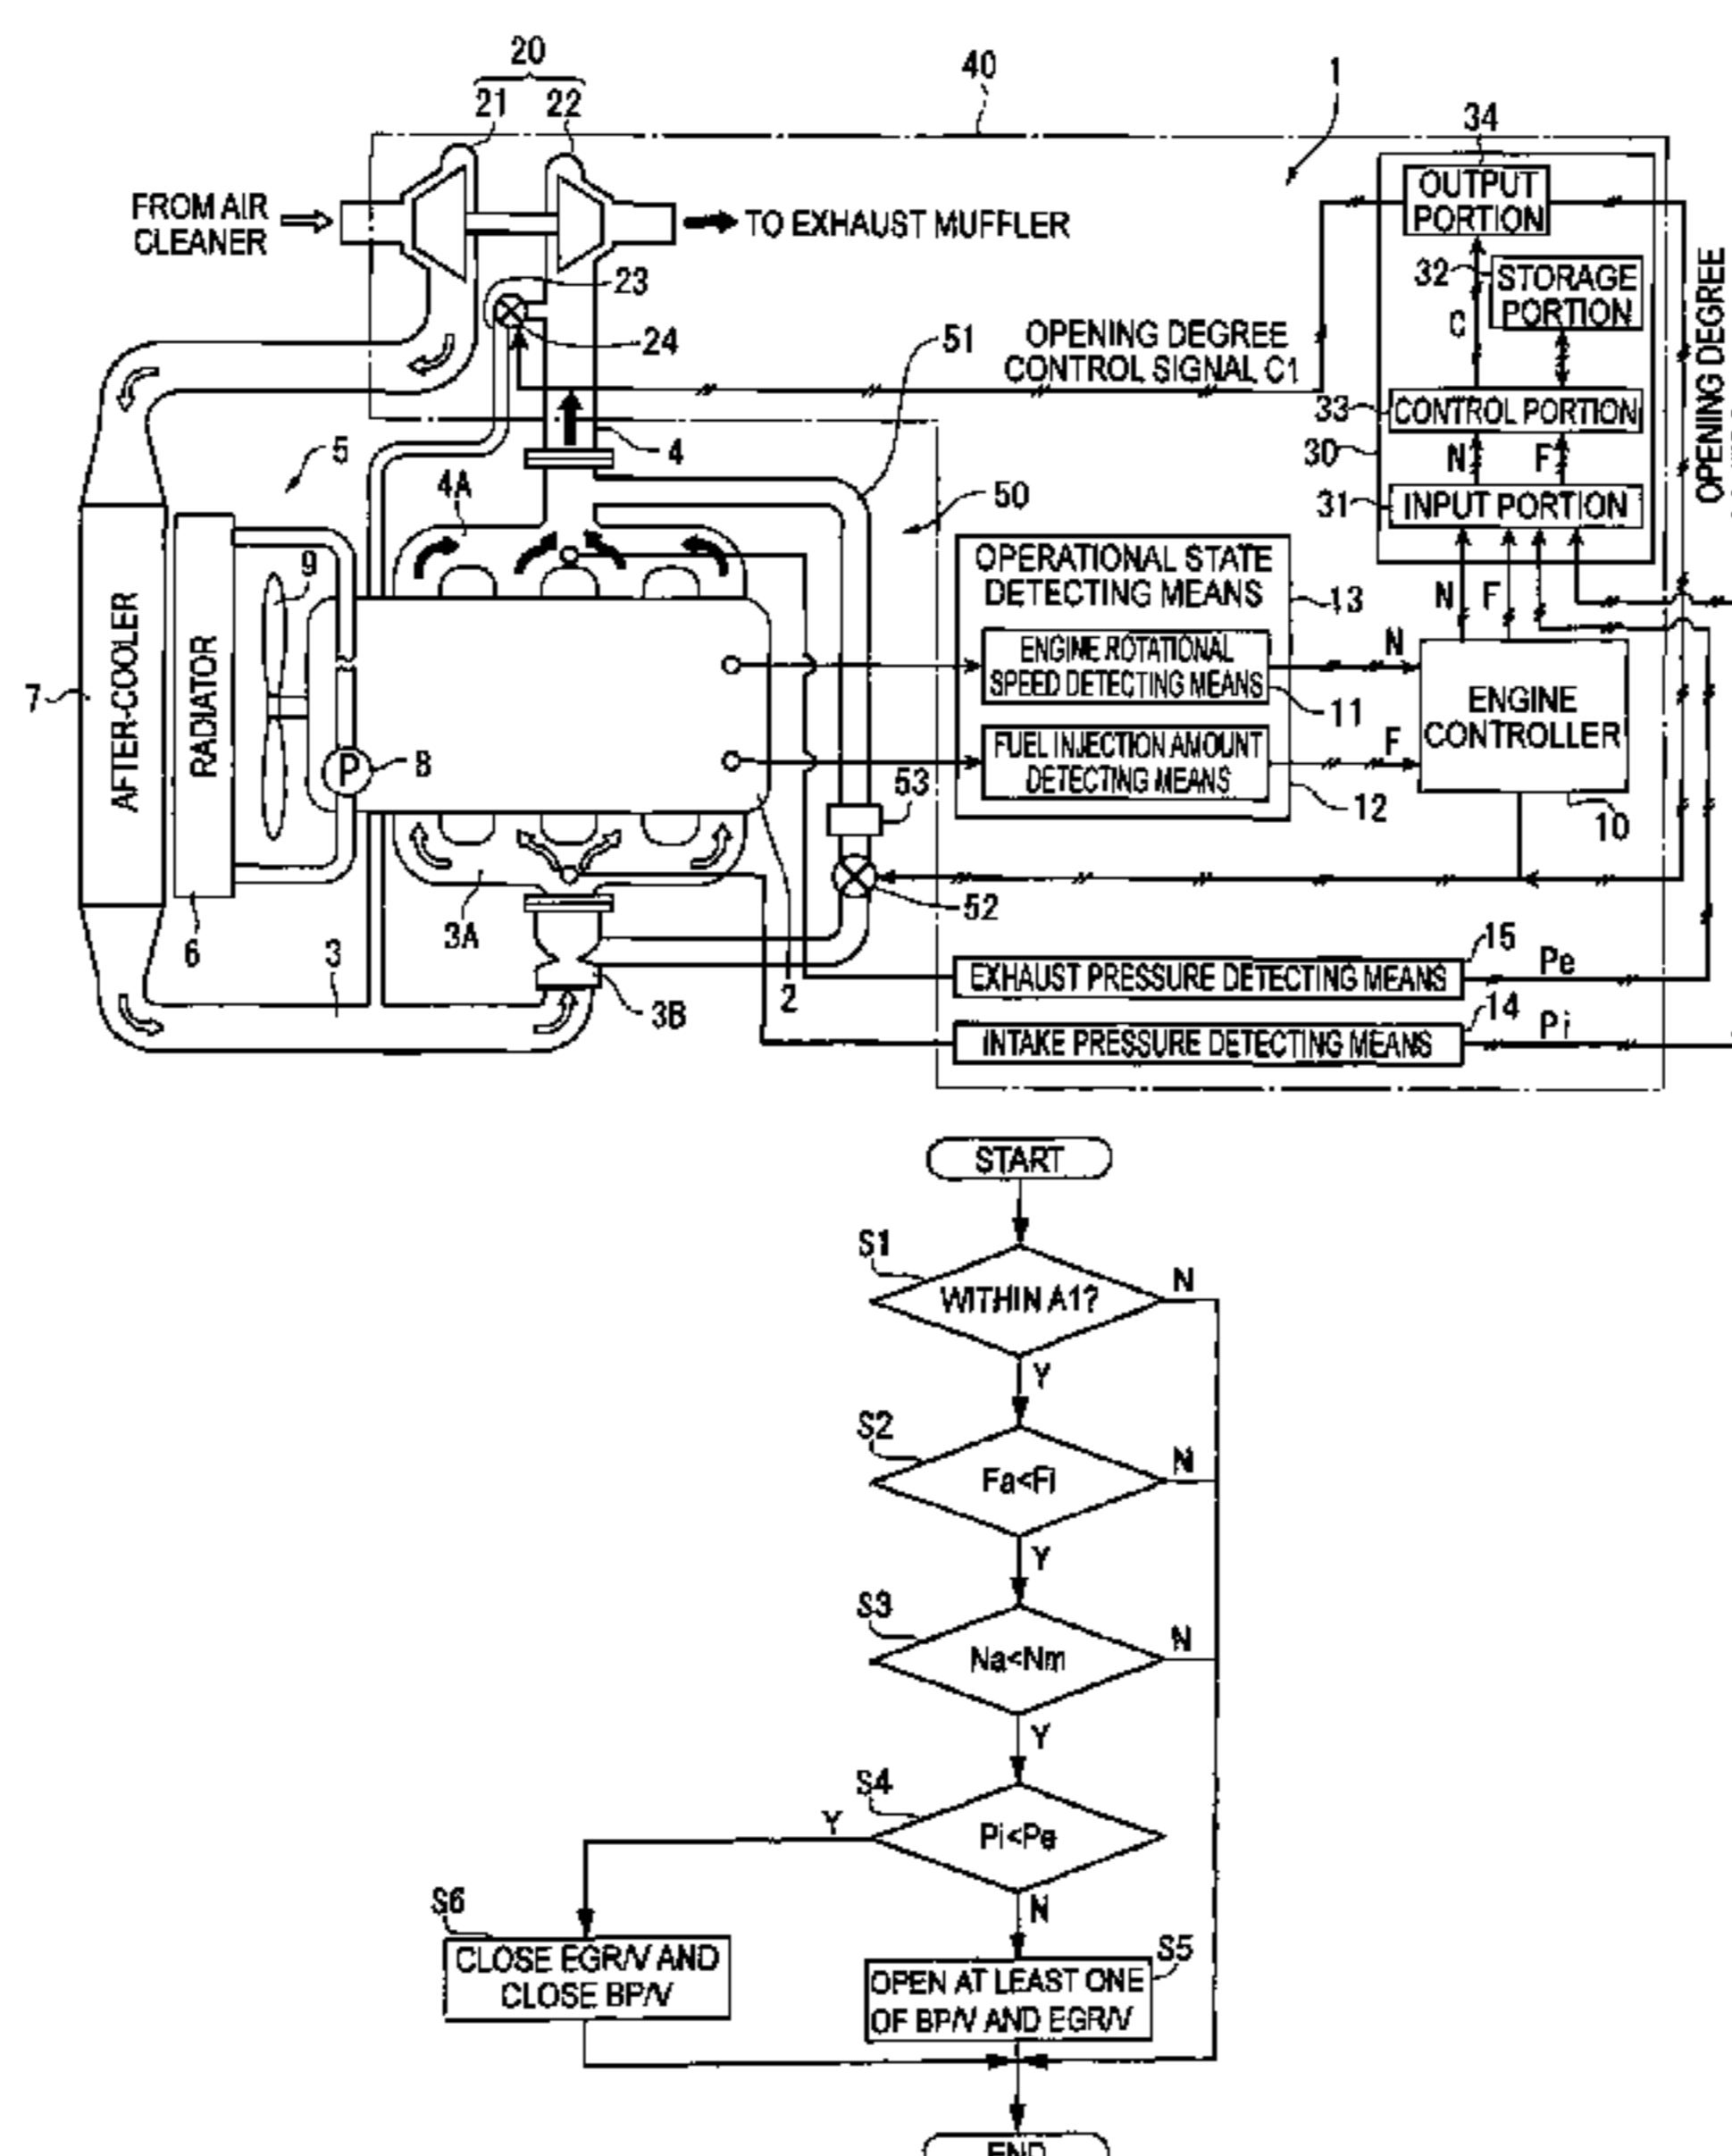 20
21 22
40
1
34
FROM AIR
CLEANER
TO EXHAUST MUFFLER
OUTPUT
PORTION
32
STORAGE
PORTION
23
24
OPENING DEGREE
CONTROL SIGNAL C1
51
C
33
CONTROL PORTION
OPENING DEGREE
30
N F
31
INPUT PORTION
5
4
4A
50
9
OPERATIONAL STATE
DETECTING MEANS
13
N F
ENGINE ROTATIONAL
SPEED DETECTING MEANS
11
N
ENGINE
CONTROLLER
10
FUEL INJECTION AMOUNT
DETECTING MEANS
12
F
7
AFTER-COOLER
RADIATOR
P
8
53
52
6
3
3A
3B
2
EXHAUST PRESSURE DETECTING MEANS
15
Pe
INTAKE PRESSURE DETECTING MEANS
14
Pi
START
S1
WITHIN A1?
N
Y
S2
Fa<Fi
N
Y
S3
Na<Nm
N
Y
S4
Pi<Pe
Y
N
S6
CLOSE EGR/V AND
CLOSE BP/V
S5
OPEN AT LEAST ONE
OF BP/V AND EGR/V
END